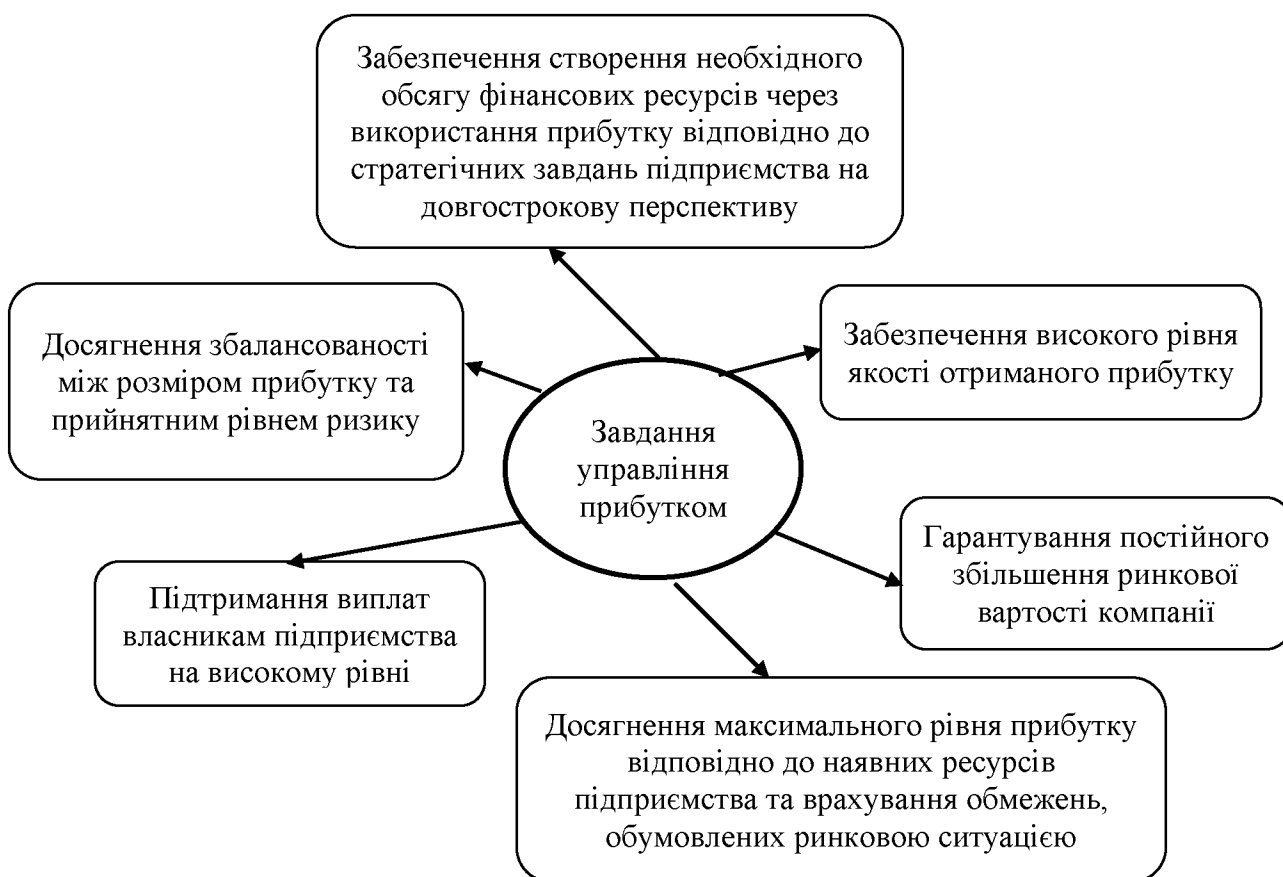 Забезпечення створення необхідного
обсягу фінансових ресурсів через
використання прибутку відповідно до
стратегічних завдань підприємства на
довгострокову перспективу
Досягнення збалансованості
між розміром прибутку та
прийнятним рівнем ризику
Забезпечення високого рівня
якості отриманого прибутку
Завдання
управління
прибутком
Гарантування постійного
збільшення ринкової
вартості компанії
Підтримання виплат
власникам підприємства
на високому рівні
Досягнення максимального рівня прибутку
відповідно до наявних ресурсів
підприємства та врахування обмежень,
обумовлених ринковою ситуацією